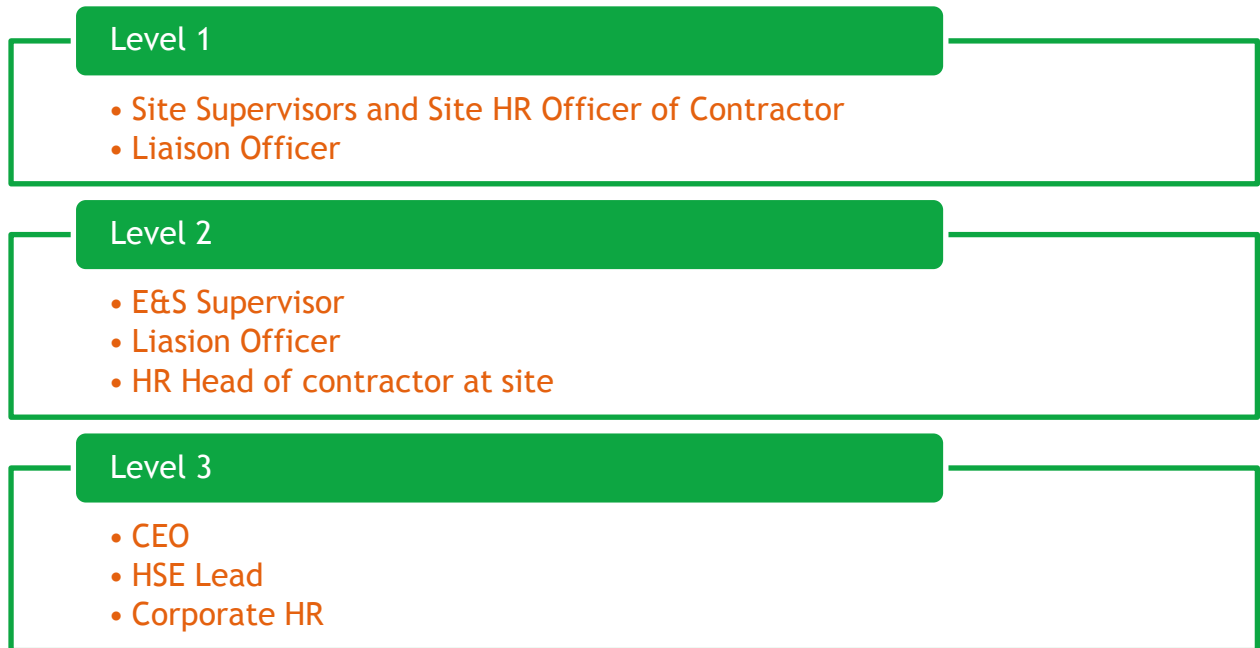 Level 1
• Site Supervisors and Site HR Officer of Contractor
• Liaison Officer
Level 2
• E&S Supervisor
• Liasion Officer
• HR Head of contractor at site
Level 3
• CEO
• HSE Lead
• Corporate HR